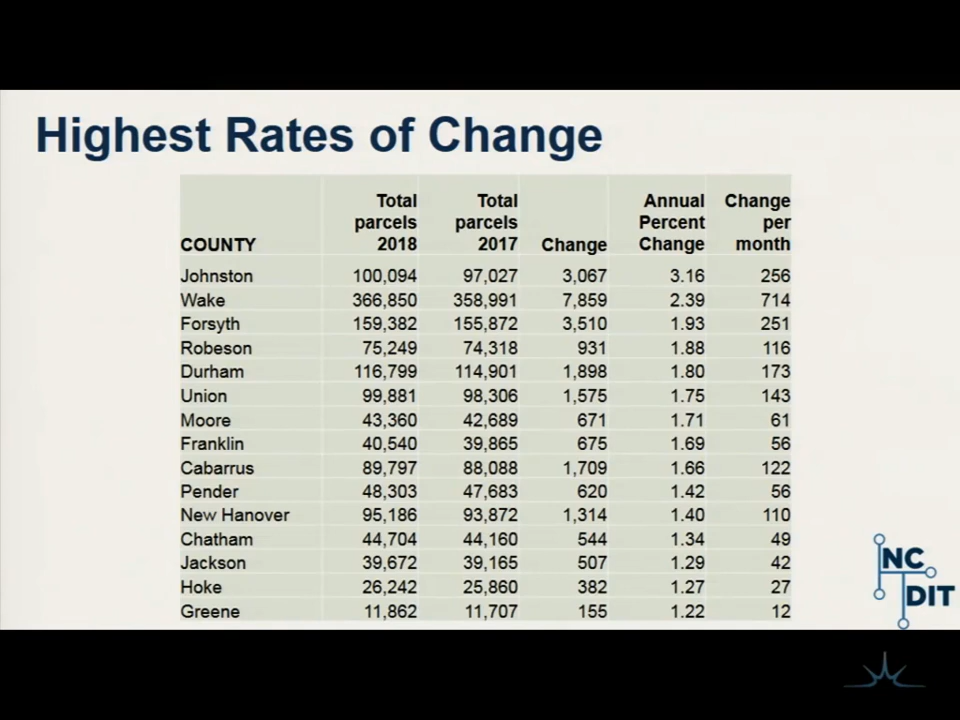 Highest Rates of Change
COUNTY Total parcels 2018 Total parcels 2017 Change Annual Percent Change Change per month
Johnston 100,094 97,027 3,067 3.16 256
Wake 366,850 358,991 7,859 2.39 714
Forsyth 159,382 155,872 3,510 1.93 251
Robeson 75,249 74,318 931 1.88 116
Durham 116,799 114,901 1,898 1.80 173
Union 99,881 98,306 1,575 1.75 143
Moore 43,360 42,689 671 1.71 61
Franklin 40,540 39,865 675 1.69 56
Cabarrus 89,797 88,088 1,709 1.66 122
Pender 48,303 47,683 620 1.42 56
New Hanover 95,186 93,872 1,314 1.40 110
Chatham 44,704 44,160 544 1.34 49
Jackson 39,672 39,165 507 1.29 42
Hoke 26,242 25,860 382 1.27 27
Greene 11,862 11,707 155 1.22 12
NC
DIT